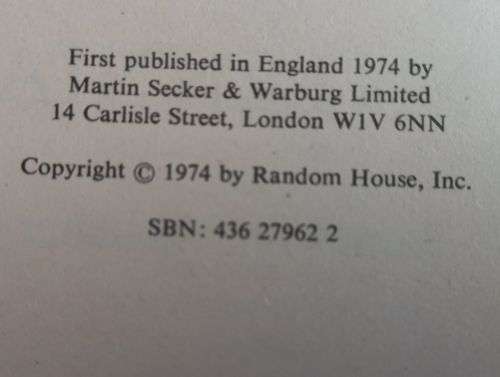 First published in England 1974 by
Martin Secker & Warburg Limited
14 Carlisle Street, London W1V 6NN
Copyright © 1974 by Random House, Inc.
SBN: 436 27962 2